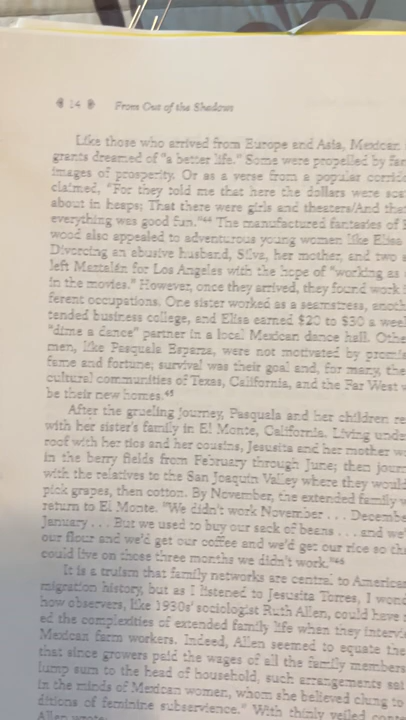 14 From Out of the Shadows
Like those who arrived from Europe and Asia, Mexican
grants dreamed of "a better life." Some were propelled by
images of prosperity. Or as a verse from a popular corrido
claimed, "For they told me that here the dollars were
about in heaps; That there were girls and theaters/And that
everything was good fun."44 The manufactured fantasies of
wood also appealed to adventurous young women like Elisa
Divorcing an abusive husband, Silva, her mother, and two
left Mazatlán for Los Angeles with the hope of "working as
in the movies." However, once they arrived, they found work
ferent occupations. One sister worked as a seamstress,
tended business college, and Elisa earned $20 to $30 a
"dime a dance" partner in a local Mexican dance hall.
men, like Pasquala Esparza, were not motivated by
fame and fortune; survival was their goal and, for many, the
cultural communities of Texas, California, and the Far West
be their new homes.45
After the grueling journey, Pasquala and her children
with her sister's family in El Monte, California. Living
roof with her tíos and her cousins, Jesusita and her mother
in the berry fields from February through June; then
with the relatives to the San Joaquin Valley where they would
pick grapes, then cotton. By November, the extended family
return to El Monte. "We didn't work November . . .
January . . . But we used to buy our sack of beans . . . and
our flour and we'd get our coffee and we'd get our rice so
could live on those three months we didn't work."46
It is a truism that family networks are central to American
migration history, but as I listened to Jesusita Torres, I
how observers, like 1930s' sociologist Ruth Allen, could have
ed the complexities of extended family life when they
Mexican farm workers. Indeed, Allen seemed to equate the
that since growers paid the wages of all the family members
lump sum to the head of household, such arrangements
in the minds of Mexican women, whom she believed clung to
ditions of feminine subservience." With thinly veiled
Allen wrote: